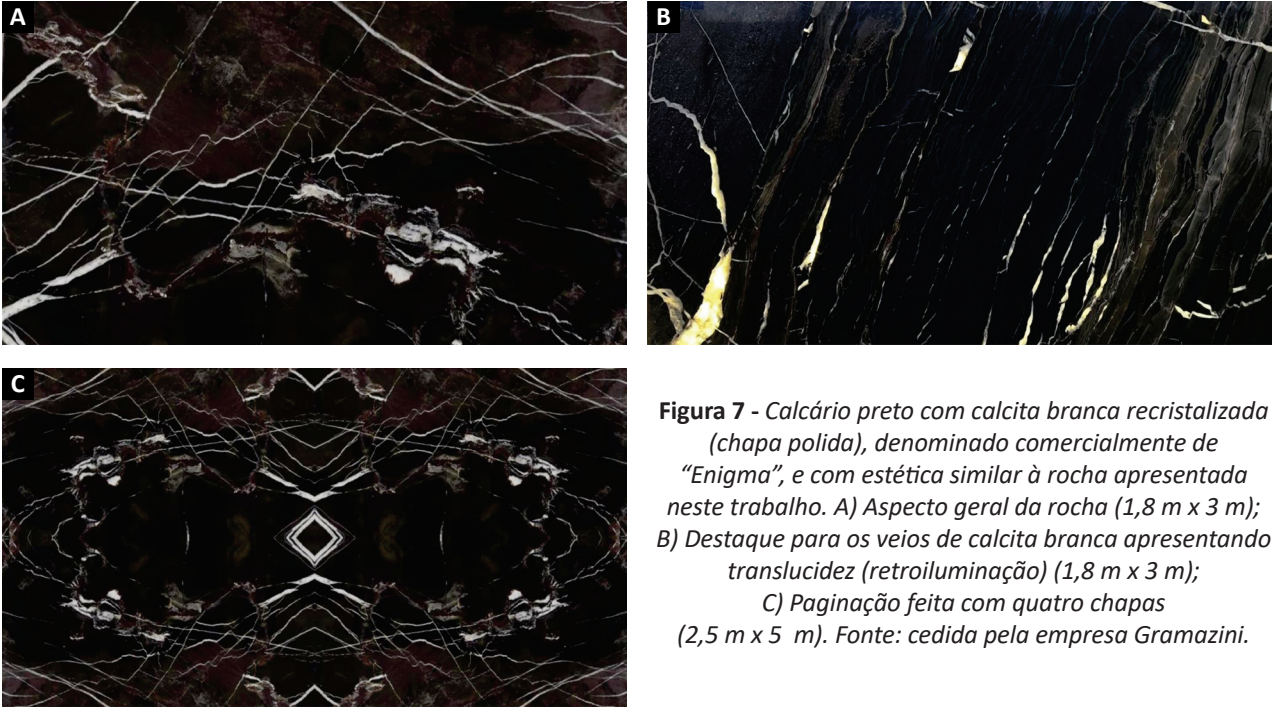 A
B
C
Figura 7 - Calcário preto com calcita branca recristalizada
(chapa polida), denominado comercialmente de
“Enigma”, e com estética similar à rocha apresentada
neste trabalho. A) Aspecto geral da rocha (1,8 m x 3 m);
B) Destaque para os veios de calcita branca apresentando
translucidez (retroiluminação) (1,8 m x 3 m);
C) Paginação feita com quatro chapas
(2,5 m x 5 m). Fonte: cedida pela empresa Gramazini.